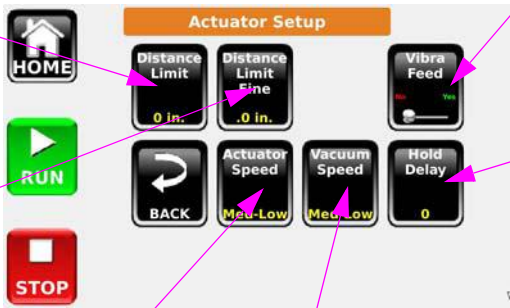 Actuator Setup
HOME
Distance
Limit
0 in.
Distance
Limit
Fine
.0 in.
Vibra
Feed
No Yes
RUN
BACK
Actuator
Speed
Med-Low
Vacuum
Speed
Med-Low
Hold
Delay
0
STOP